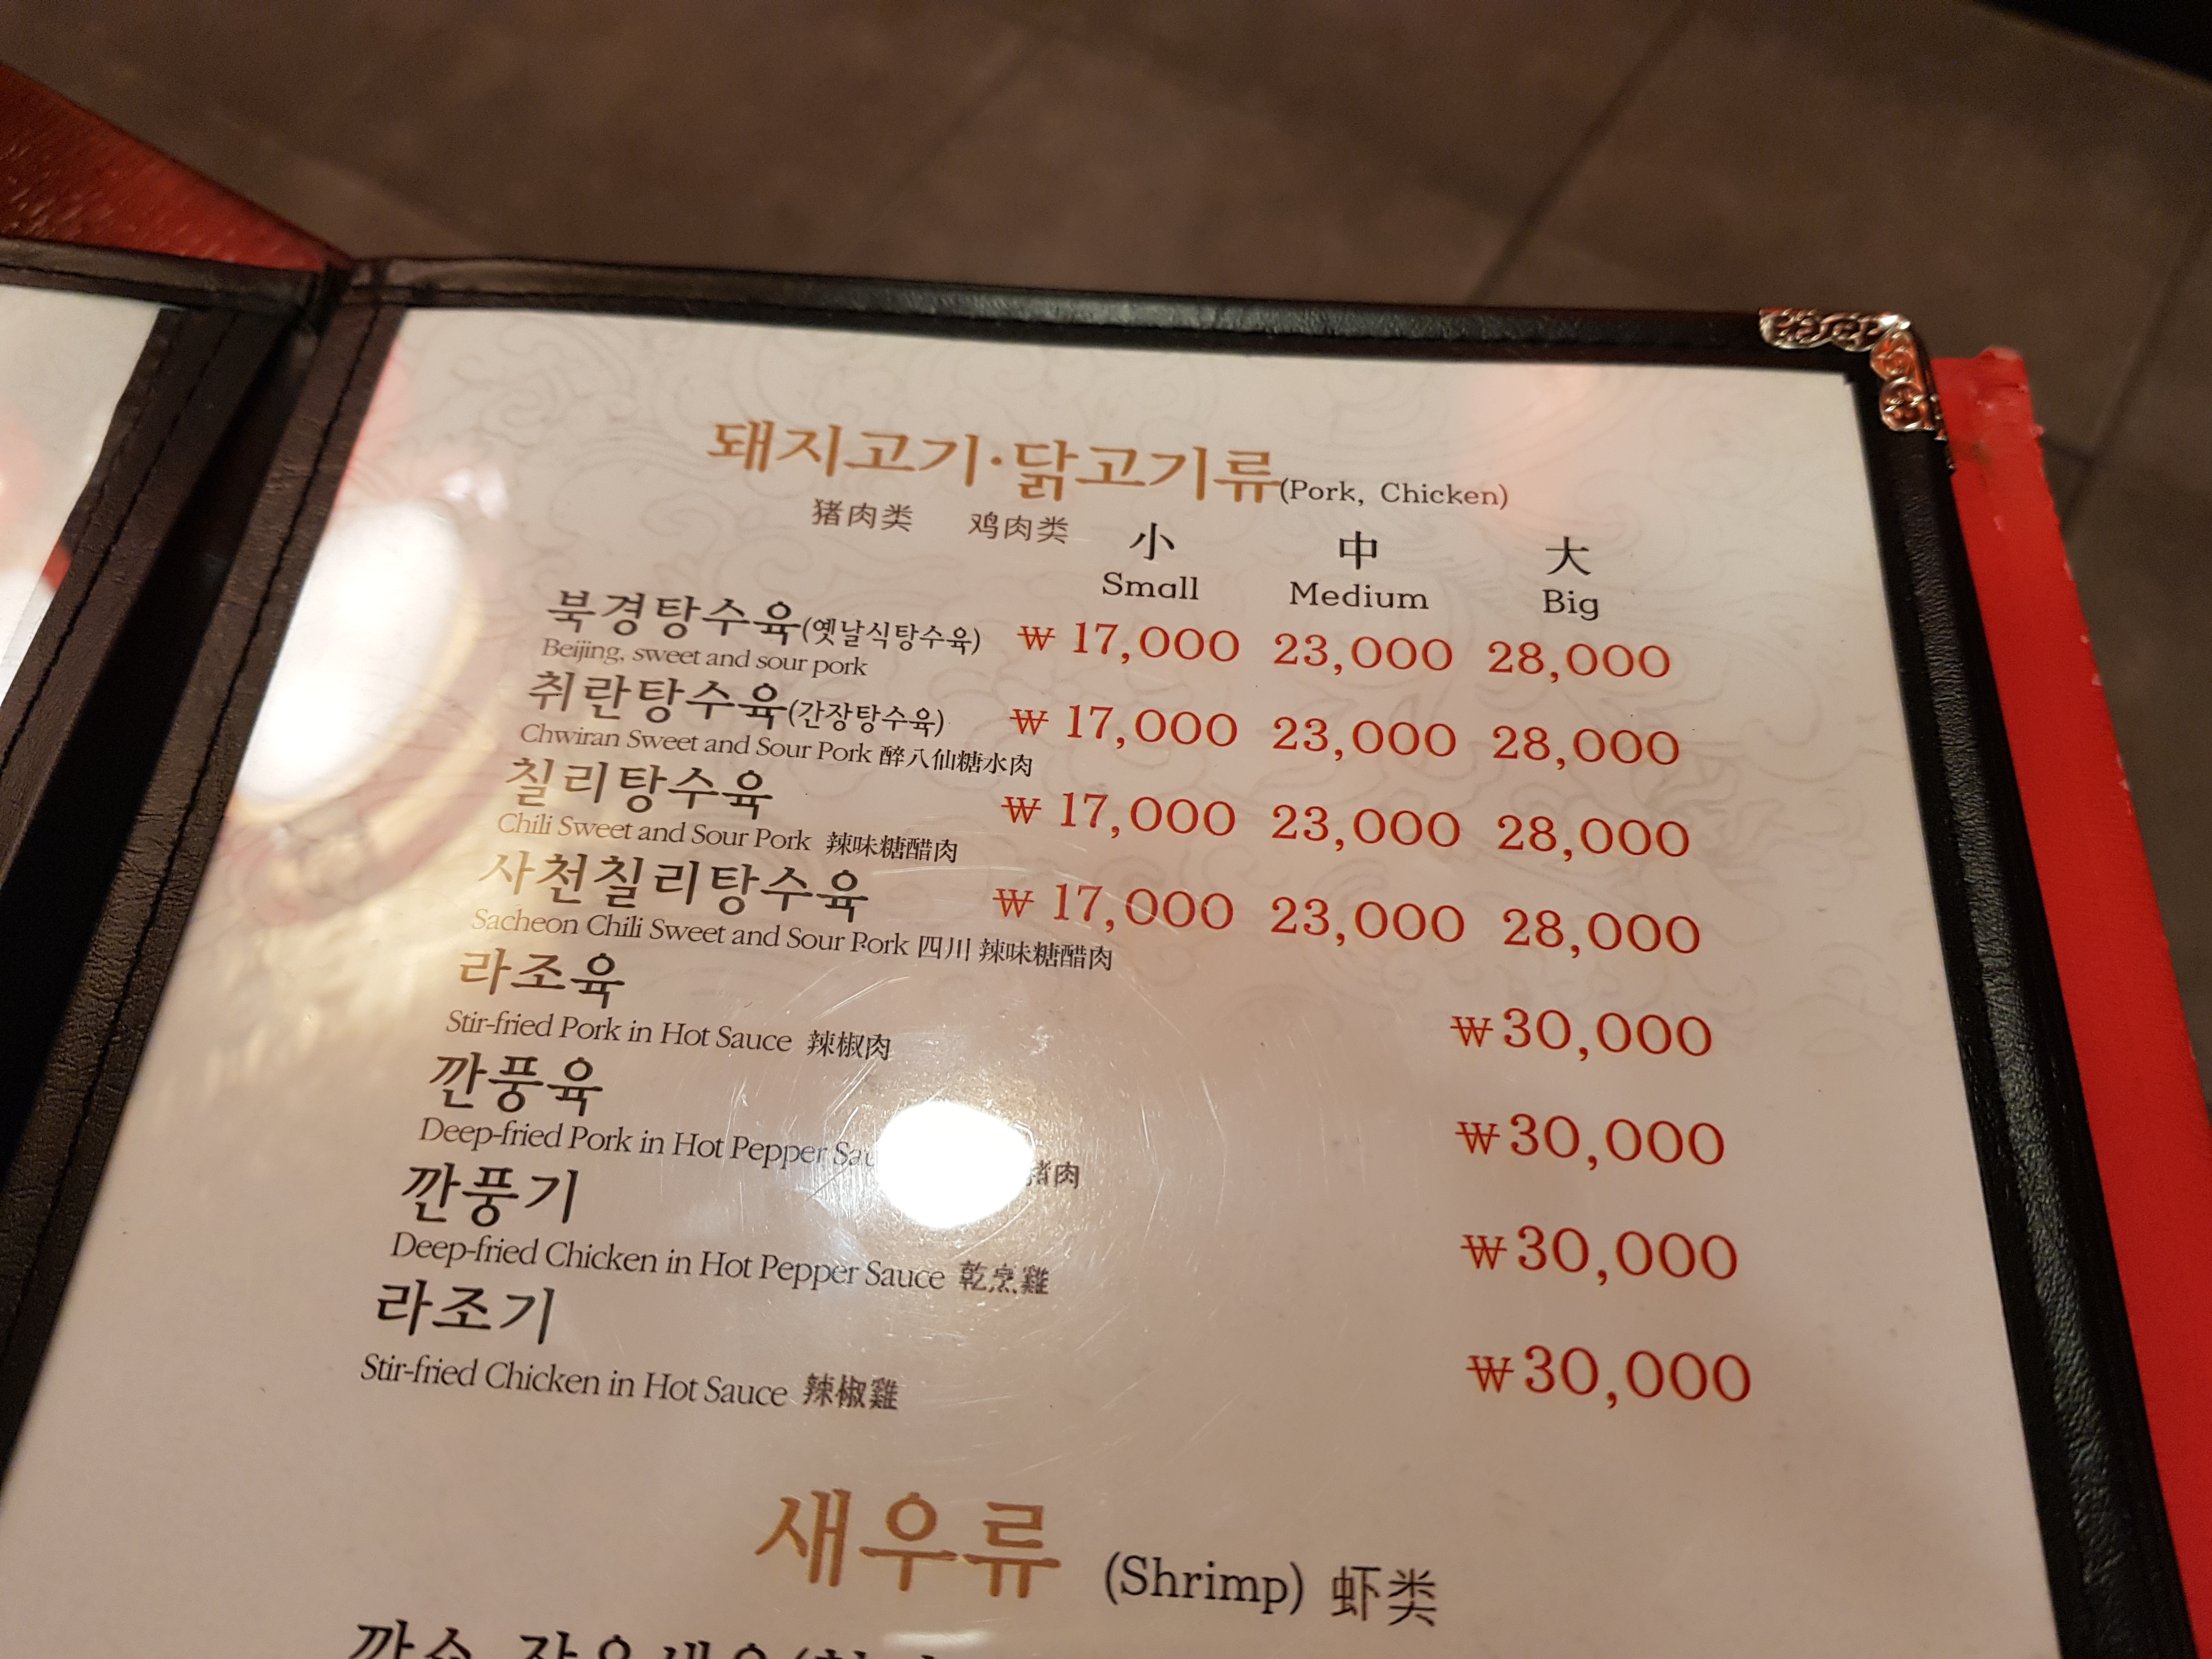 돼지고기·닭고기류(Pork, Chicken)
猪肉类 鸡肉类
小 中 大
Small Medium Big
북경탕수육(옛날식탕수육) ₩ 17,000 23,000 28,000
Beijing, sweet and sour pork
취란탕수육(간장탕수육) ₩ 17,000 23,000 28,000
Chwiran Sweet and Sour Pork 醉八仙糖水肉
칠리탕수육 ₩ 17,000 23,000 28,000
Chili Sweet and Sour Pork 辣味糖醋肉
사천칠리탕수육 ₩ 17,000 23,000 28,000
Sacheon Chili Sweet and Sour Pork 四川 辣味糖醋肉
라조육 ₩30,000
Stir-fried Pork in Hot Sauce 辣椒肉
깐풍육 ₩30,000
Deep-fried Pork in Hot Pepper 猪肉
깐풍기 ₩30,000
Deep-fried Chicken in Hot Pepper Sauce 乾烹雞
라조기 ₩30,000
Stir-fried Chicken in Hot Sauce 辣椒雞
새우류 (Shrimp) 虾类